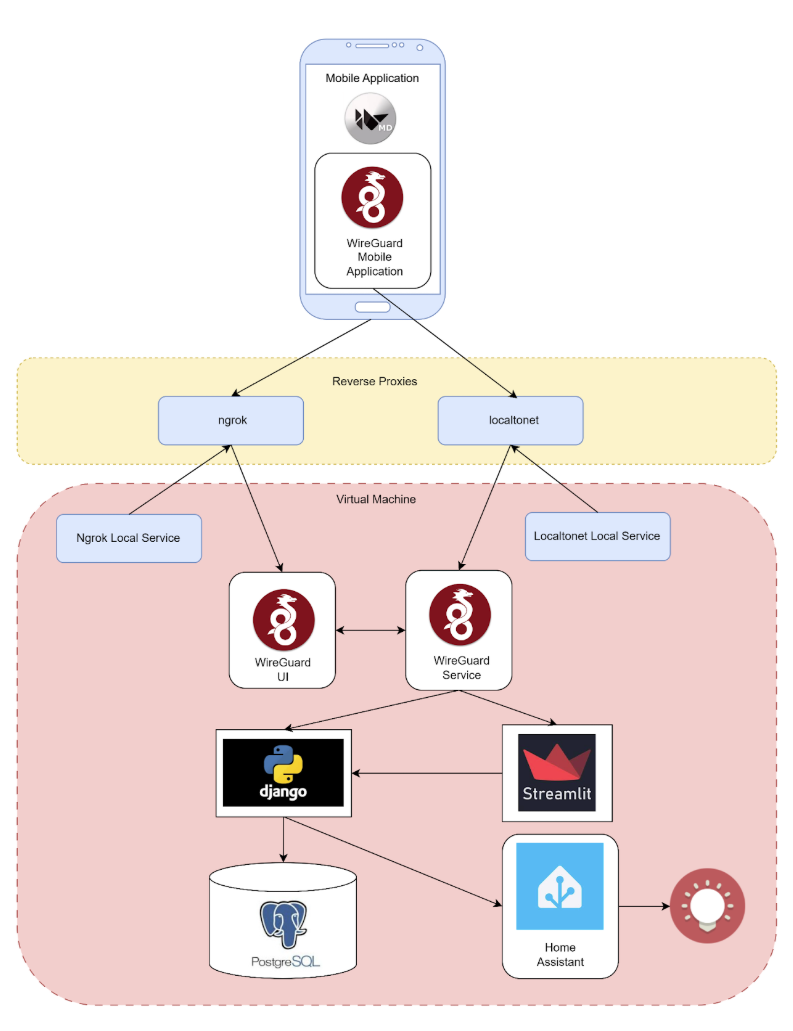 Mobile Application
MD
WireGuard
Mobile
Application
Reverse Proxies
ngrok
localtonet
Virtual Machine
Ngrok Local Service
Localtonet Local Service
WireGuard
UI
WireGuard
Service
django
Streamlit
PostgreSQL
Home
Assistant